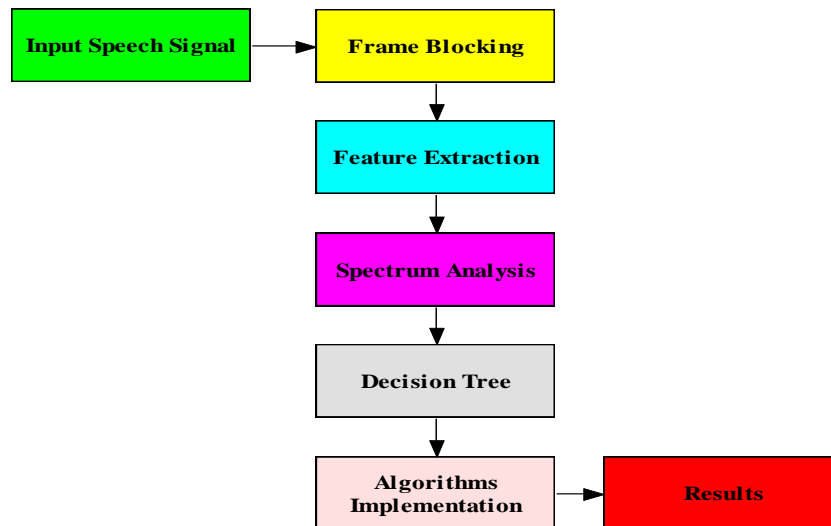 Input Speech Signal
Frame Blocking
Feature Extraction
Spectrum Analysis
Decision Tree
Algorithms
Implementation
Results